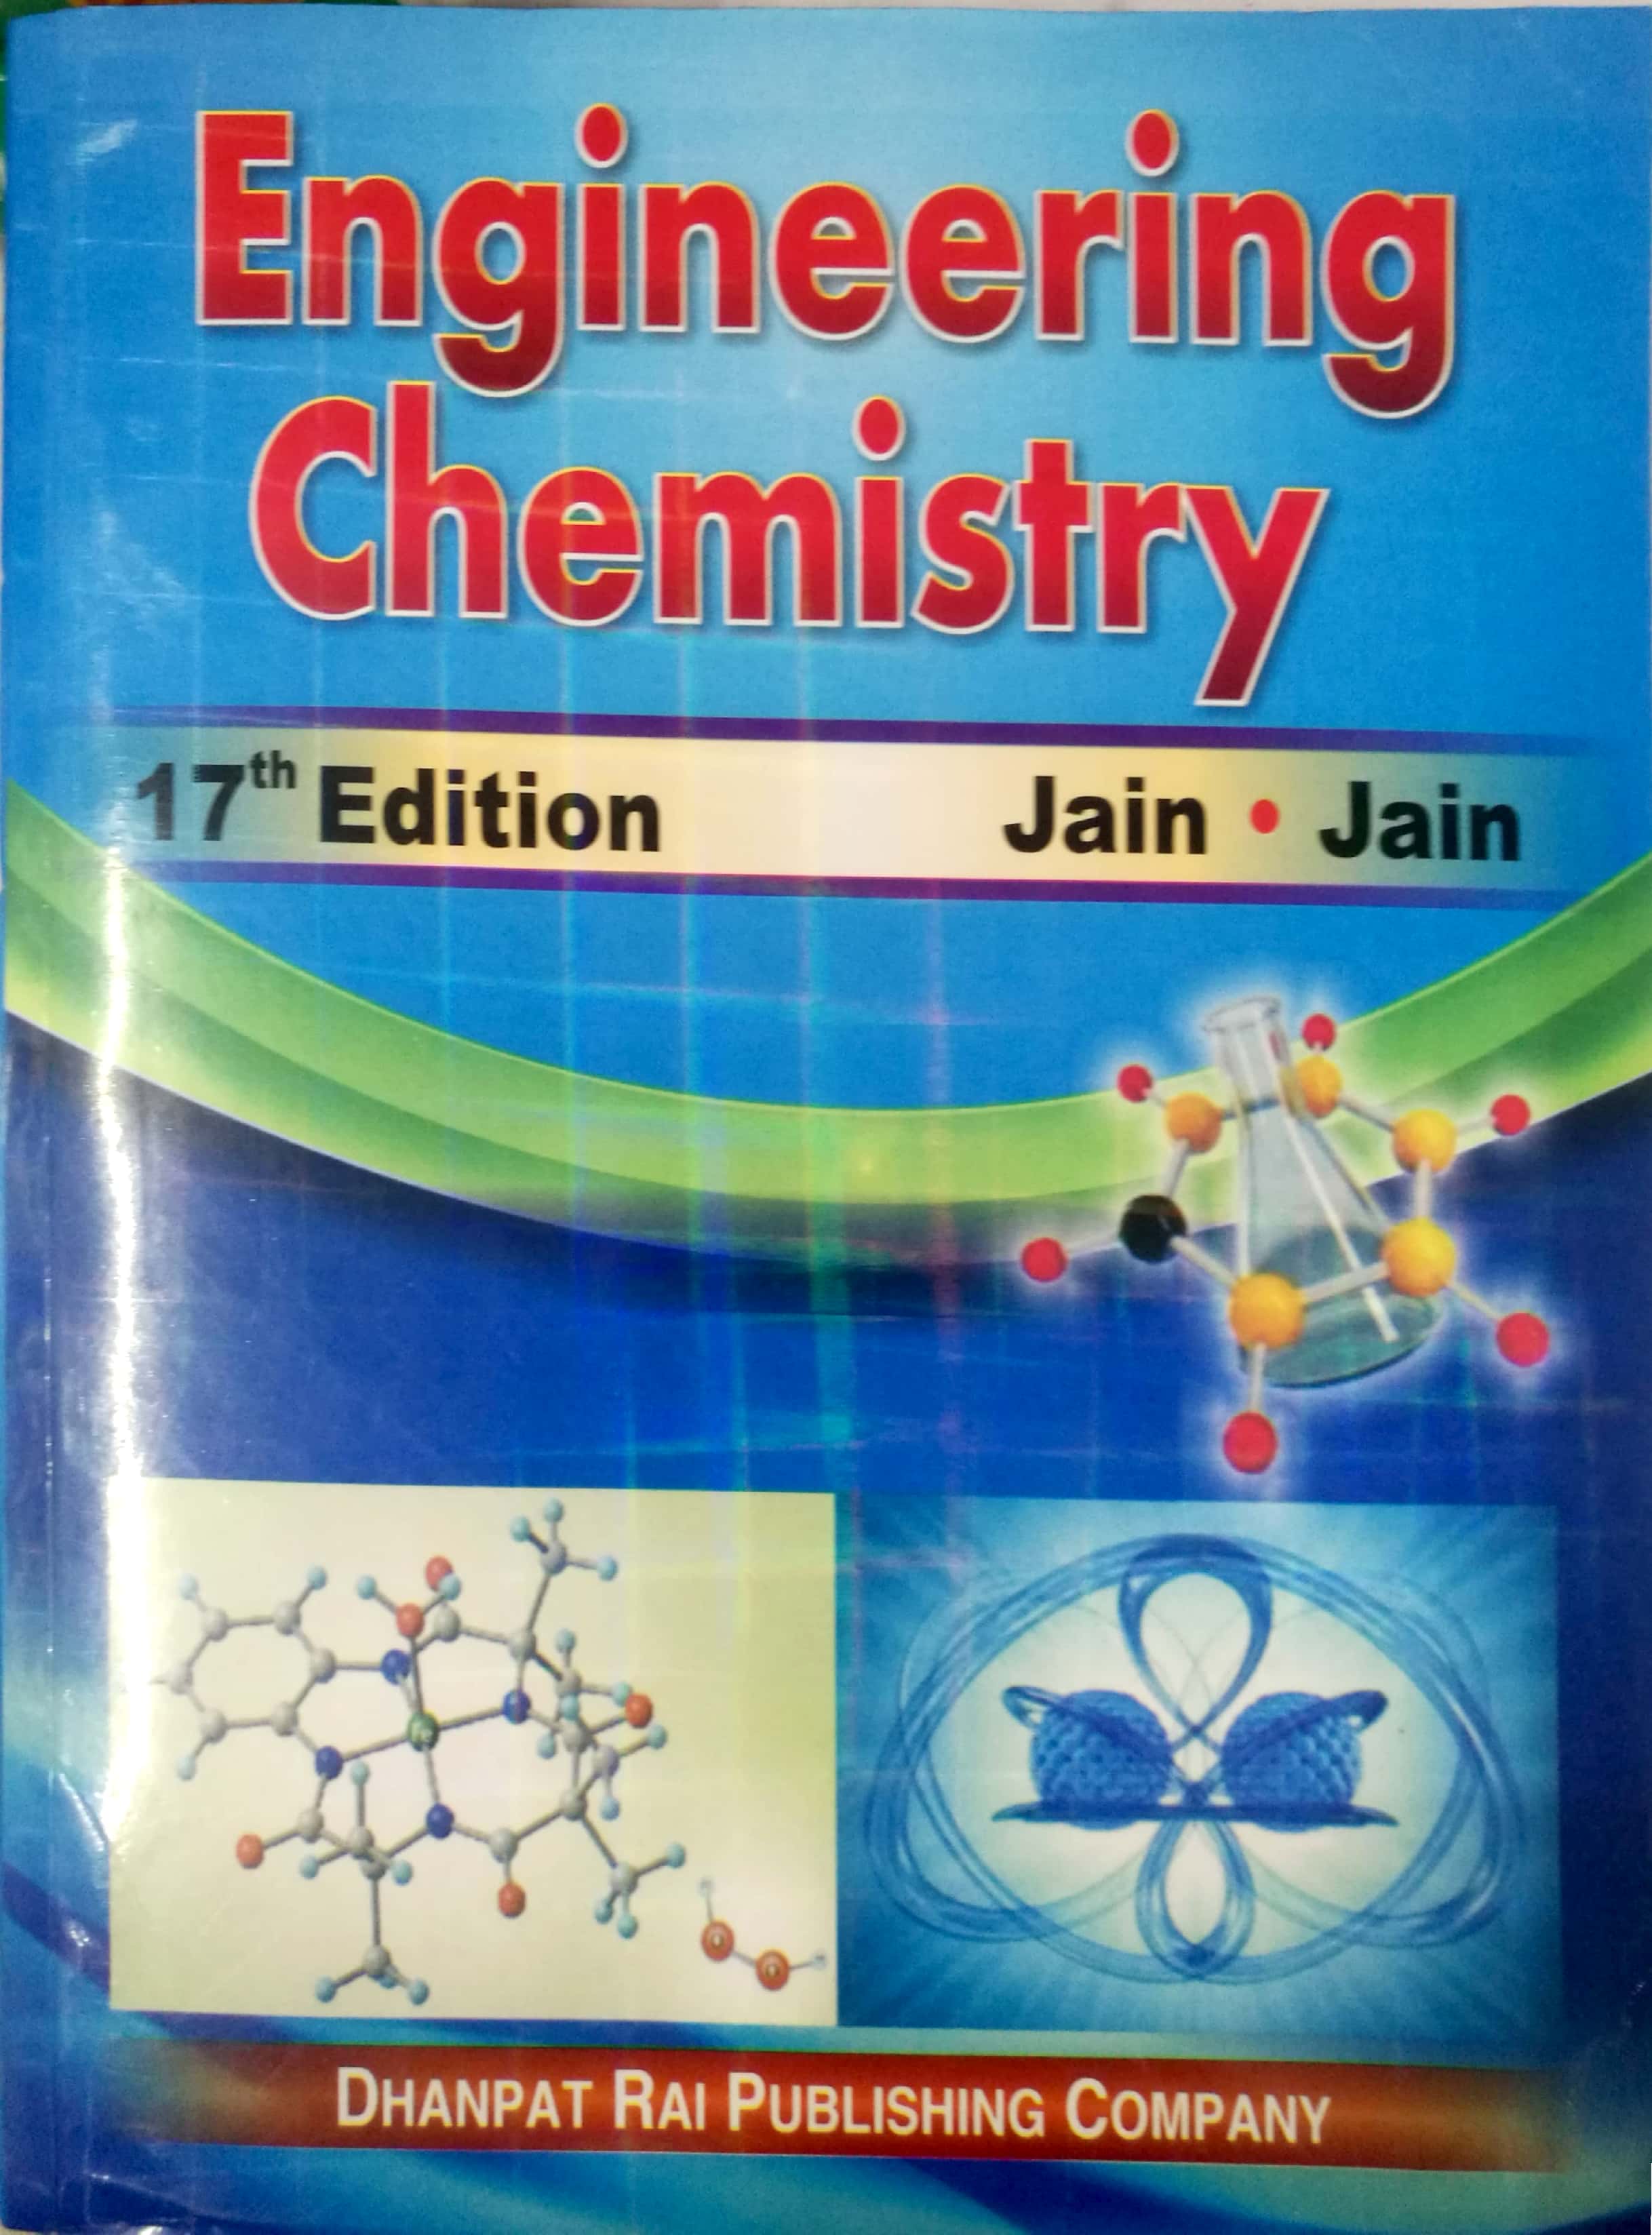 Engineering
Chemistry
17th Edition
Jain • Jain
DHANPAT RAI PUBLISHING COMPANY